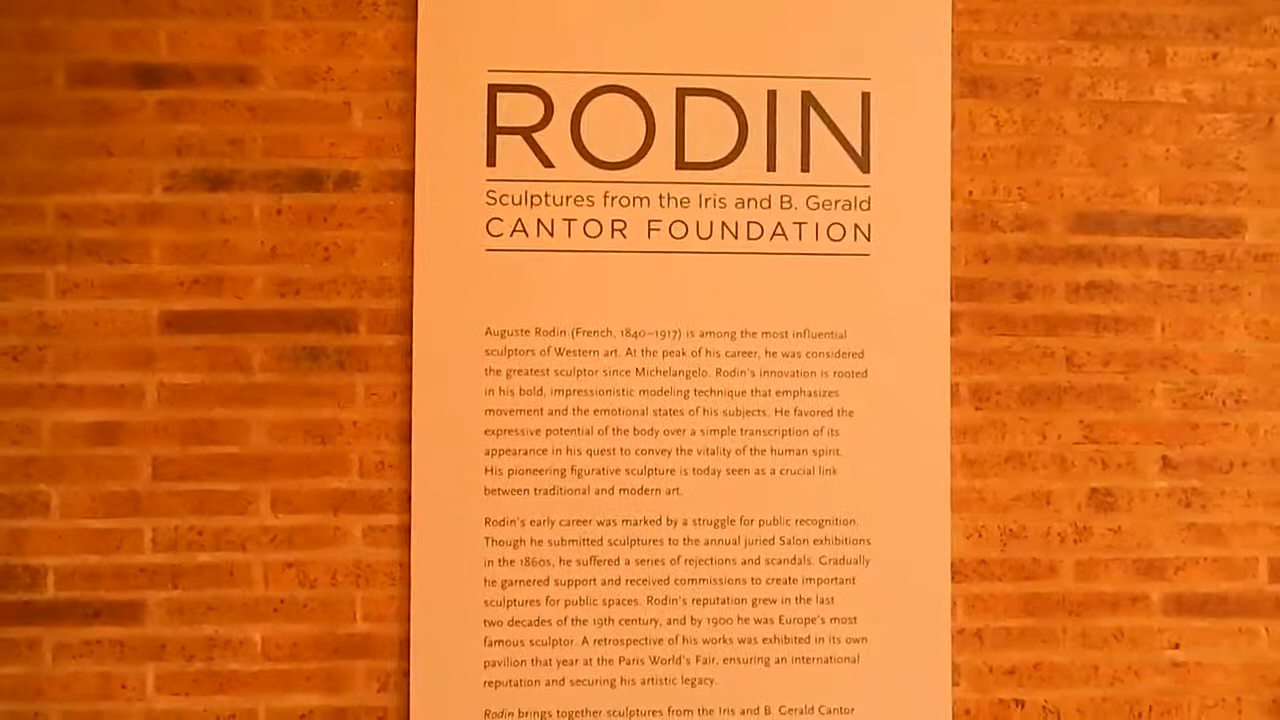 RODIN
Sculptures from the Iris and B. Gerald
CANTOR FOUNDATION
Auguste Rodin (French, 1840–1917) is among the most influential
sculptors of Western art. At the peak of his career, he was considered
the greatest sculptor since Michelangelo. Rodin's innovation is rooted
in his bold, impressionistic modeling technique that emphasizes
movement and the emotional states of his subjects. He favored the
expressive potential of the body over a simple transcription of its
appearance in his quest to convey the vitality of the human spirit.
His pioneering figurative sculpture is today seen as a crucial link
between traditional and modern art.
Rodin's early career was marked by a struggle for public recognition.
Though he submitted sculptures to the annual juried Salon exhibitions
in the 1860s, he suffered a series of rejections and scandals. Gradually
he garnered support and received commissions to create important
sculptures for public spaces. Rodin's reputation grew in the last
two decades of the 19th century, and by 1900 he was Europe's most
famous sculptor. A retrospective of his works was exhibited in its own
pavilion that year at the Paris World's Fair, ensuring an international
reputation and securing his artistic legacy.
Rodin brings together sculptures from the Iris and B. Gerald Cantor